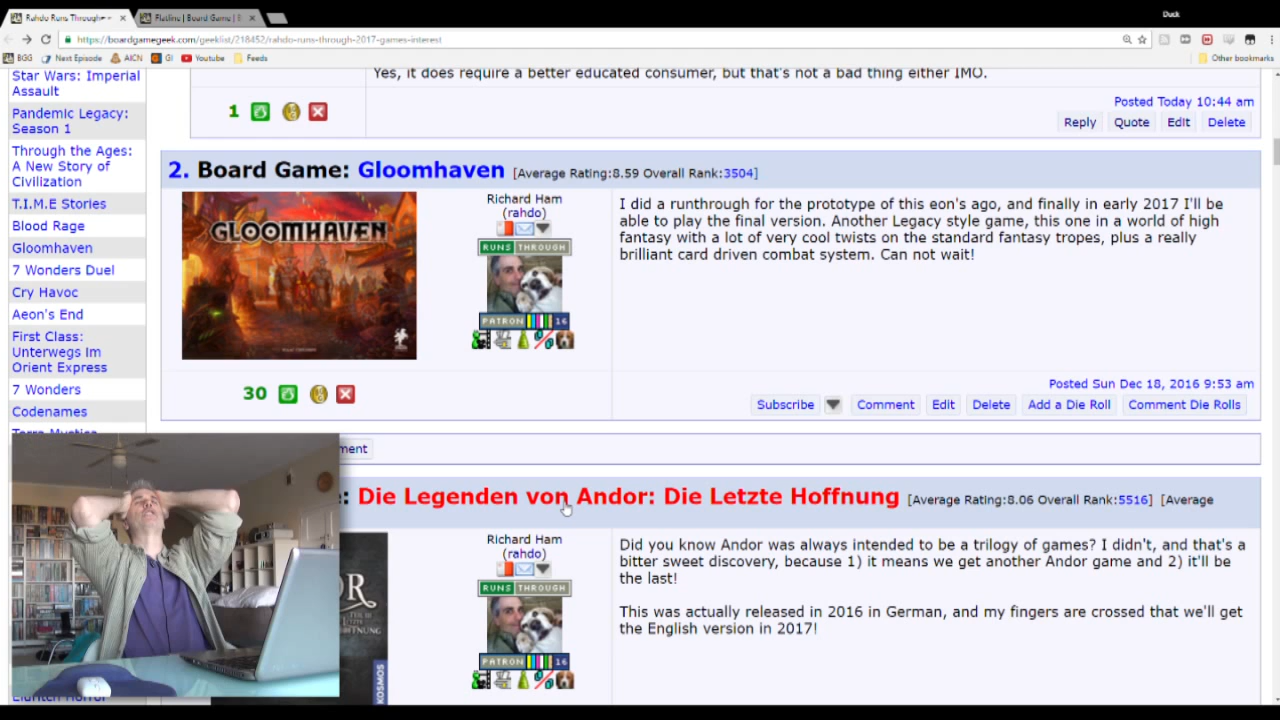 Duck
Rahdo Runs Through
Flatline | Board Game |
https://boardgamegeek.com/geeklist/218452/rahdo-runs-through-2017-games-interest
BGG
Next Episode
AICN
GI
Youtube
Feeds
Other bookmarks
Star Wars: Imperial
Assault
Pandemic Legacy:
Season 1
Through the Ages:
A New Story of
Civilization
T.I.M.E Stories
Blood Rage
Gloomhaven
7 Wonders Duel
Cry Havoc
Aeon's End
First Class:
Unterwegs Im
Orient Express
7 Wonders
Codenames
Terra Mystica
Eldritch Horror
Yes, it does require a better educated consumer, but that's not a bad thing either IMO.
1
Posted Today 10:44 am
Reply Quote Edit Delete
2. Board Game: Gloomhaven [Average Rating:8.59 Overall Rank:3504]
GLOOMHAVEN
Richard Ham
(rahdo)
RUNS THROUGH
PATRON 16
I did a runthrough for the prototype of this eon's ago, and finally in early 2017 I'll be
able to play the final version. Another Legacy style game, this one in a world of high
fantasy with a lot of very cool twists on the standard fantasy tropes, plus a really
brilliant card driven combat system. Can not wait!
30
Posted Sun Dec 18, 2016 9:53 am
Subscribe Comment Edit Delete Add a Die Roll Comment Die Rolls
ment
e: Die Legenden von Andor: Die Letzte Hoffnung [Average Rating:8.06 Overall Rank:5516] [Average
OR
LETZTE
HOFFNUNG
KOSMOS
Richard Ham
(rahdo)
RUNS THROUGH
PATRON 16
Did you know Andor was always intended to be a trilogy of games? I didn't, and that's a
bitter sweet discovery, because 1) it means we get another Andor game and 2) it'll be
the last!
This was actually released in 2016 in German, and my fingers are crossed that we'll get
the English version in 2017!